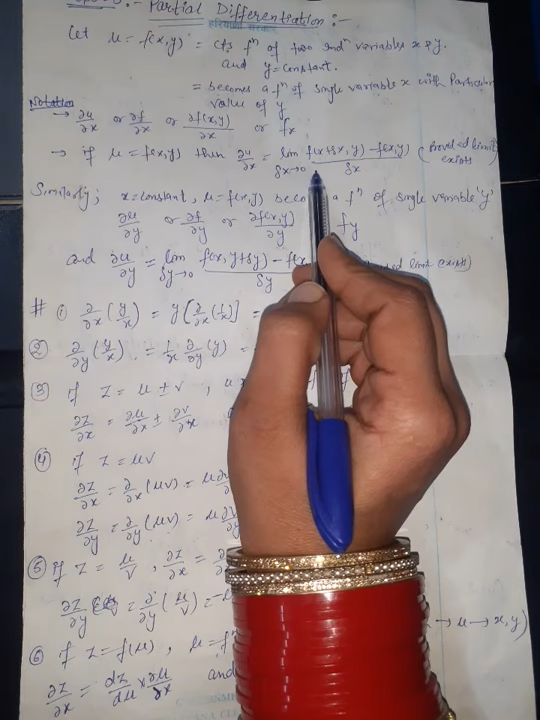 - Partial Differentiation :-
Let u = f(x,y) = cts fⁿ of two indⁿ variables x & y.
and y = constant.
= becomes a fⁿ of single variable x with Particular
value of y
Notation
→ ∂u/∂x or ∂f/∂x or ∂f(x,y)/∂x or fx
→ if u = f(x,y) then ∂u/∂x = lim δx→0 f(x+δx, y) - f(x,y) / δx (Provided limit exists)
Similarly; x = constant, u = f(x,y) a fⁿ of single variable 'y'
∂u/∂y or ∂f/∂y or ∂f(x,y)/∂y fy
and ∂u/∂y = lim δy→0 f(x, y+δy) - f(x / δy limit exists)
# ① ∂/∂x (y/x) = y[∂/∂x (1/x)] =
② ∂/∂y (y/x) = 1/x ∂/∂y (y) =
③ if Z = u ± v , u
∂Z/∂x = ∂u/∂x ± ∂v/∂x
④ if Z = uv
∂Z/∂x = ∂/∂x (uv) = u
∂Z/∂y = ∂/∂y (uv) = u
⑤ if Z = u/v , ∂Z/∂x =
∂Z/∂y = ∂/∂y (u/v) =
⑥ if Z = f(u) , u = fⁿ → u → x, y)
∂Z/∂x = dZ/du × ∂u/∂x and